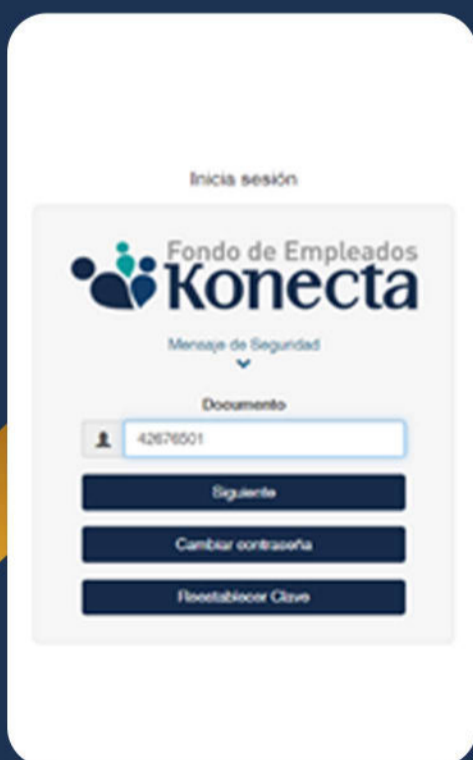 Inicia sesión
Fondo de Empleados
Konecta
Mensaje de Seguridad
Documento
42676501
Siguiente
Cambiar contraseña
Reestablecer Clave